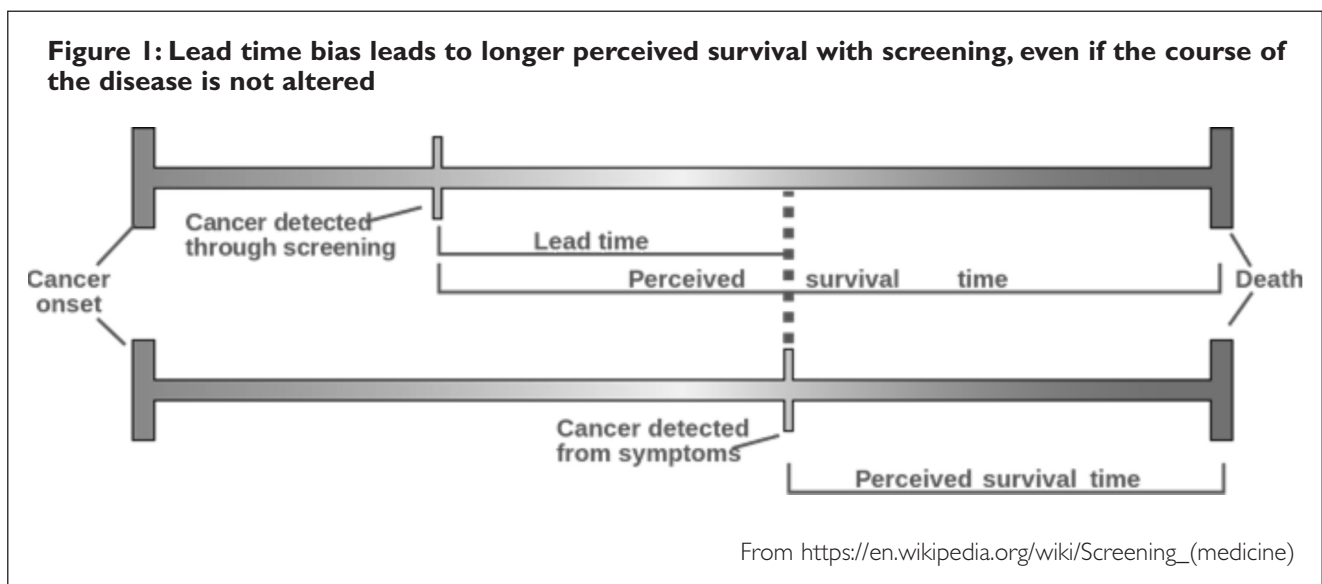 Figure 1: Lead time bias leads to longer perceived survival with screening, even if the course of
the disease is not altered
Cancer detected
through screening
Lead time
Cancer
onset
Perceived survival time
Death
Cancer detected
from symptoms
Perceived survival time
From https://en.wikipedia.org/wiki/Screening_(medicine)